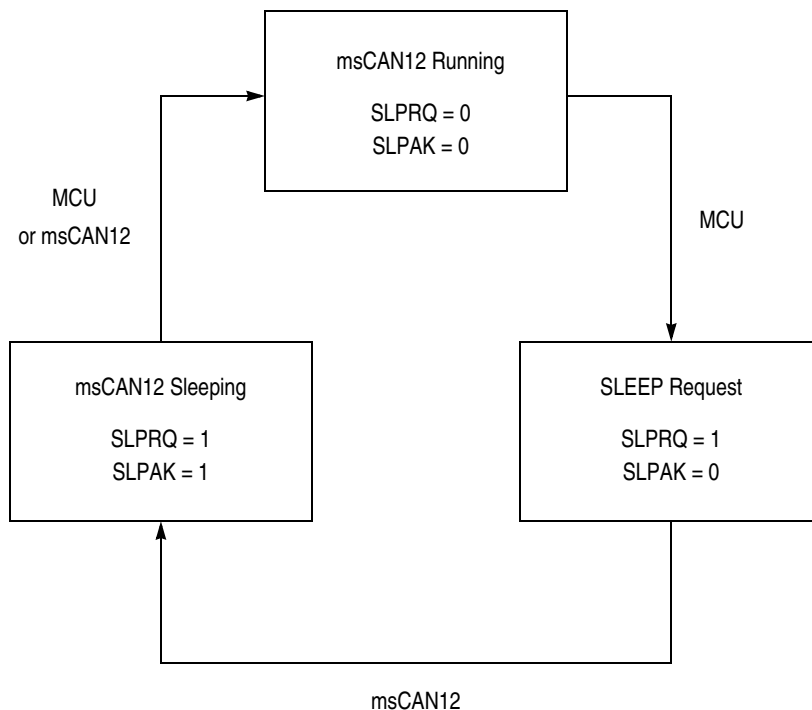 msCAN12 Running
SLPRQ = 0
SLPAK = 0
MCU
or msCAN12
MCU
msCAN12 Sleeping
SLPRQ = 1
SLPAK = 1
SLEEP Request
SLPRQ = 1
SLPAK = 0
msCAN12